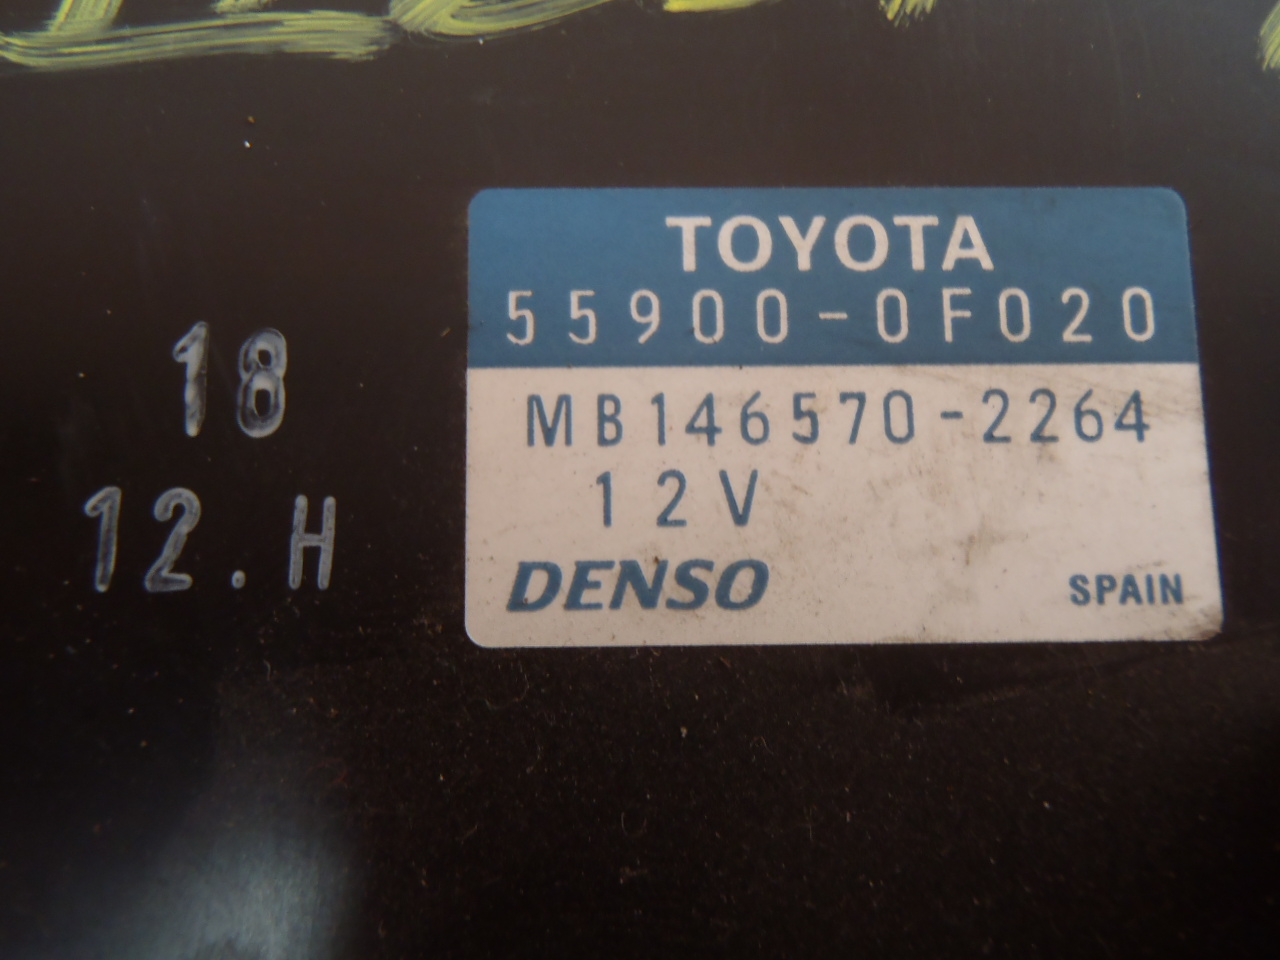 TOYOTA
55900-0F020
MB146570-2264
12V
DENSO SPAIN
18
12.H